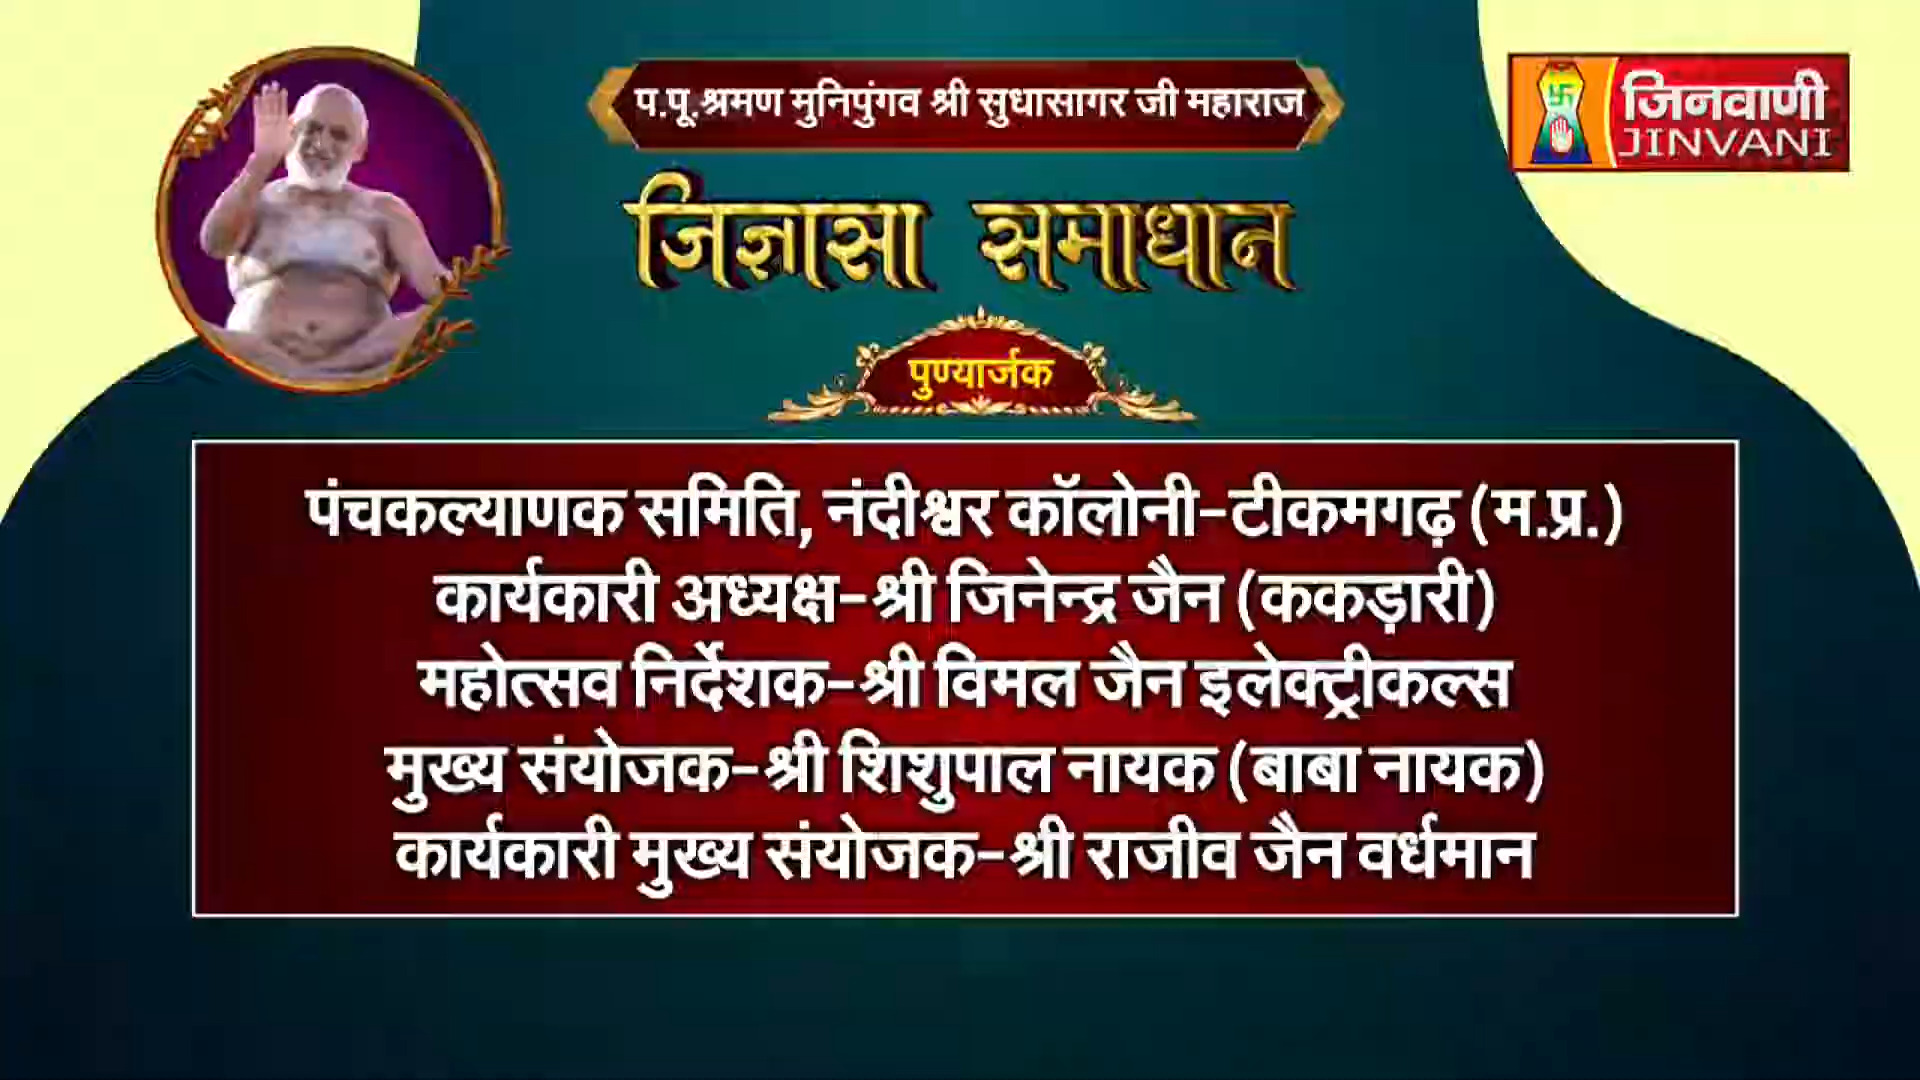 प.पू.श्रमण मुनिपुंगव श्री सुधासागर जी महाराज
जिनवाणी
JINVANI
जिज्ञासा समाधान
पुण्यार्जक
पंचकल्याणक समिति, नंदीश्वर कॉलोनी-टीकमगढ़ (म.प्र.)
कार्यकारी अध्यक्ष-श्री जिनेन्द्र जैन (ककड़ारी)
महोत्सव निर्देशक-श्री विमल जैन इलेक्ट्रीकल्स
मुख्य संयोजक-श्री शिशुपाल नायक (बाबा नायक)
कार्यकारी मुख्य संयोजक-श्री राजीव जैन वर्धमान